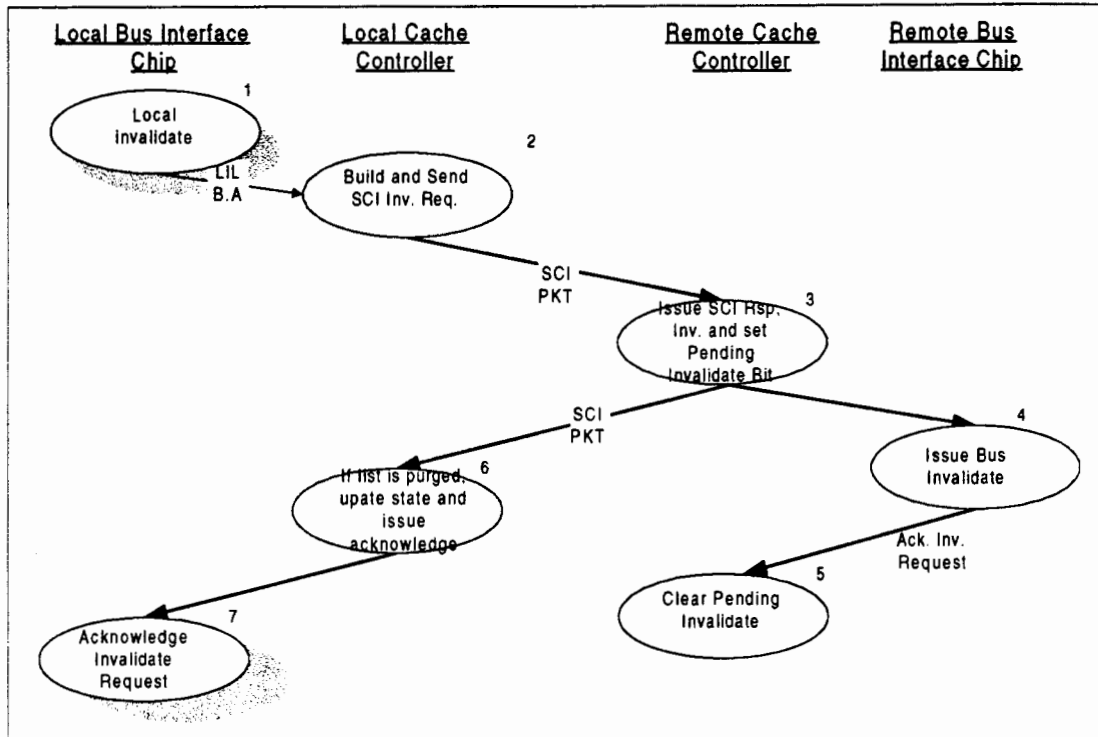 Local Bus Interface
Chip
Local Cache
Controller
Remote Cache
Controller
Remote Bus
Interface Chip
1
Local
Invalidate
LIL
B.A
2
Build and Send
SCI Inv. Req.
SCI
PKT
3
Issue SCI Rsp,
Inv. and set
Pending
Invalidate Bit
SCI
PKT
4
Issue Bus
Invalidate
6
If list is purged,
upate state and
issue
acknowledge
Ack. Inv.
Request
5
Clear Pending
Invalidate
7
Acknowledge
Invalidate
Request